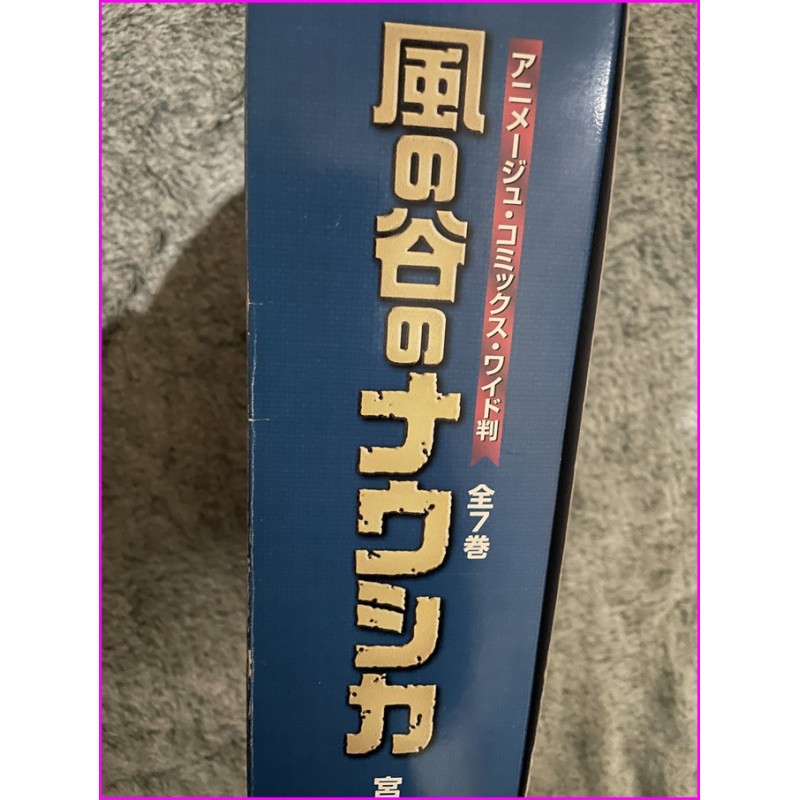 アニメージュ・コミックス・ワイド判
全7巻
風の谷のナウシカ
宮